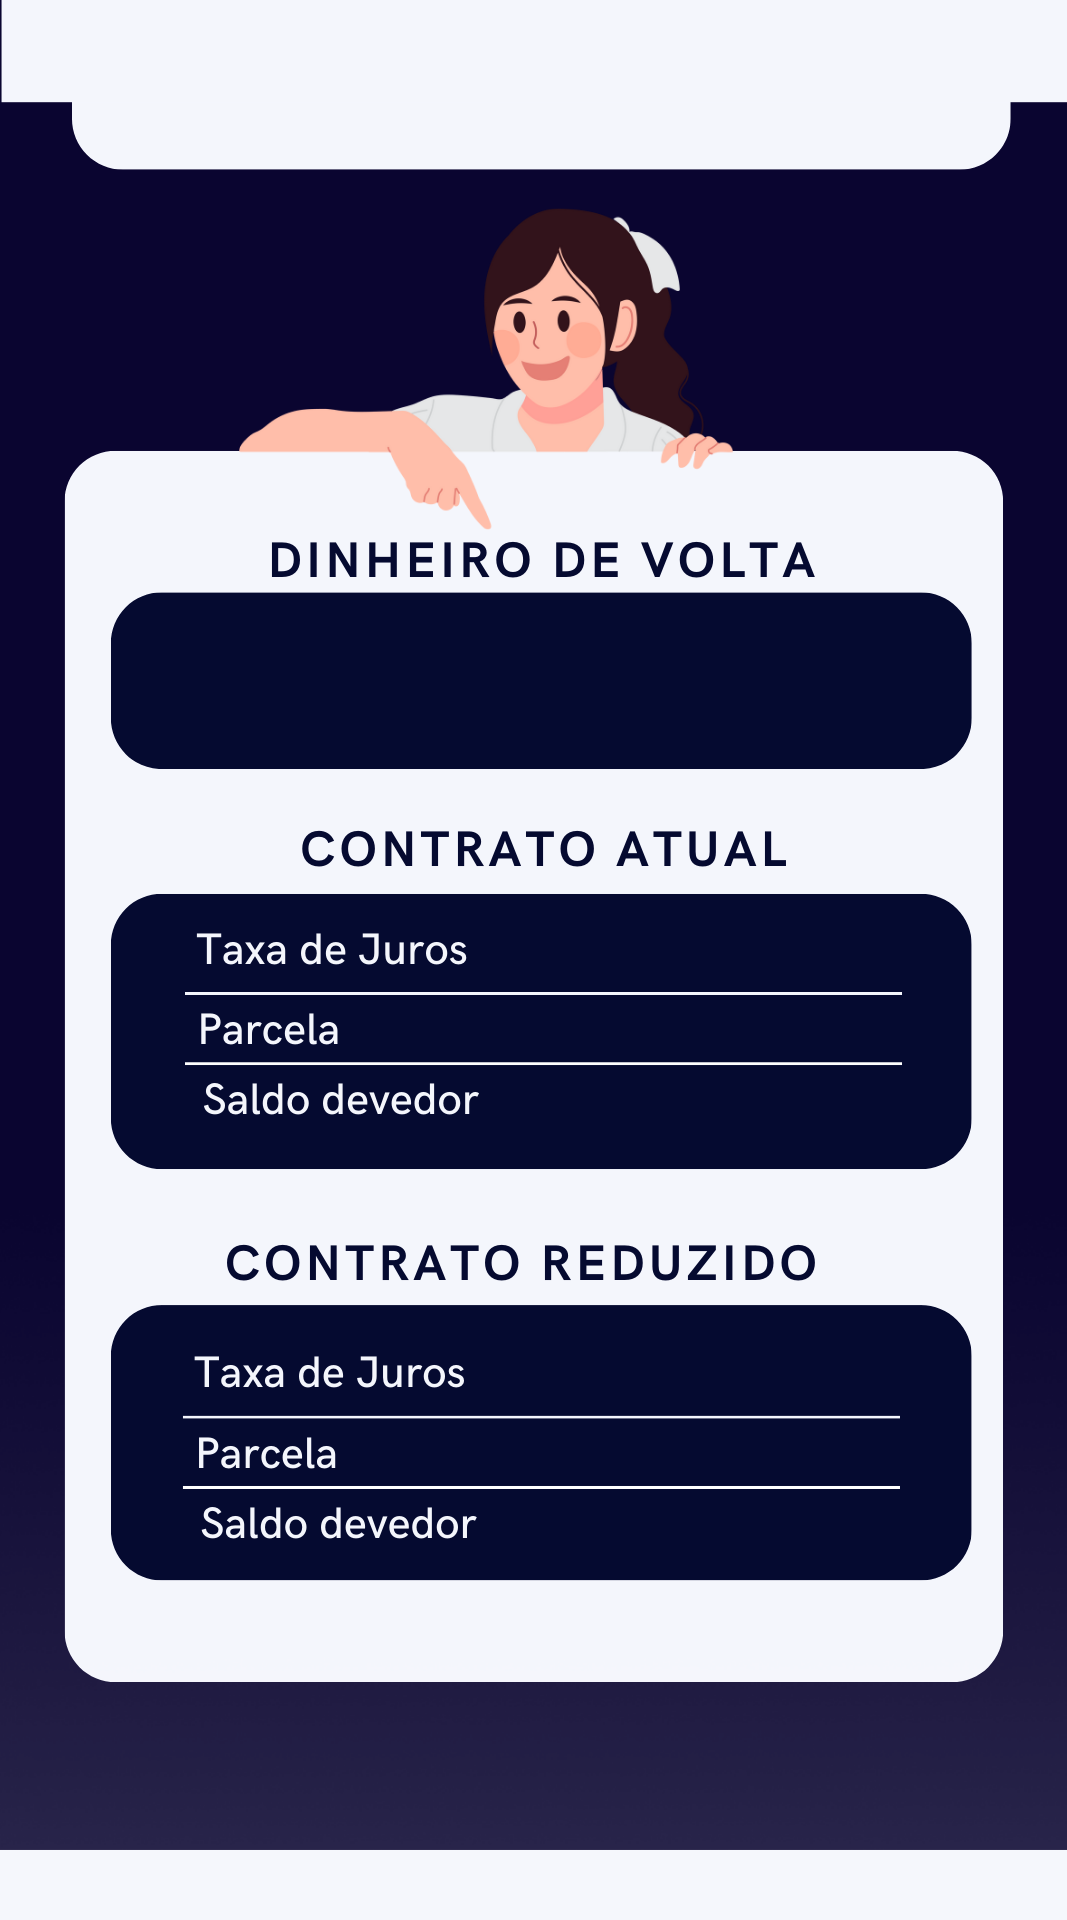 DINHEIRO DE VOLTA
CONTRATO ATUAL
Taxa de Juros
Parcela
Saldo devedor
CONTRATO REDUZIDO
Taxa de Juros
Parcela
Saldo devedor